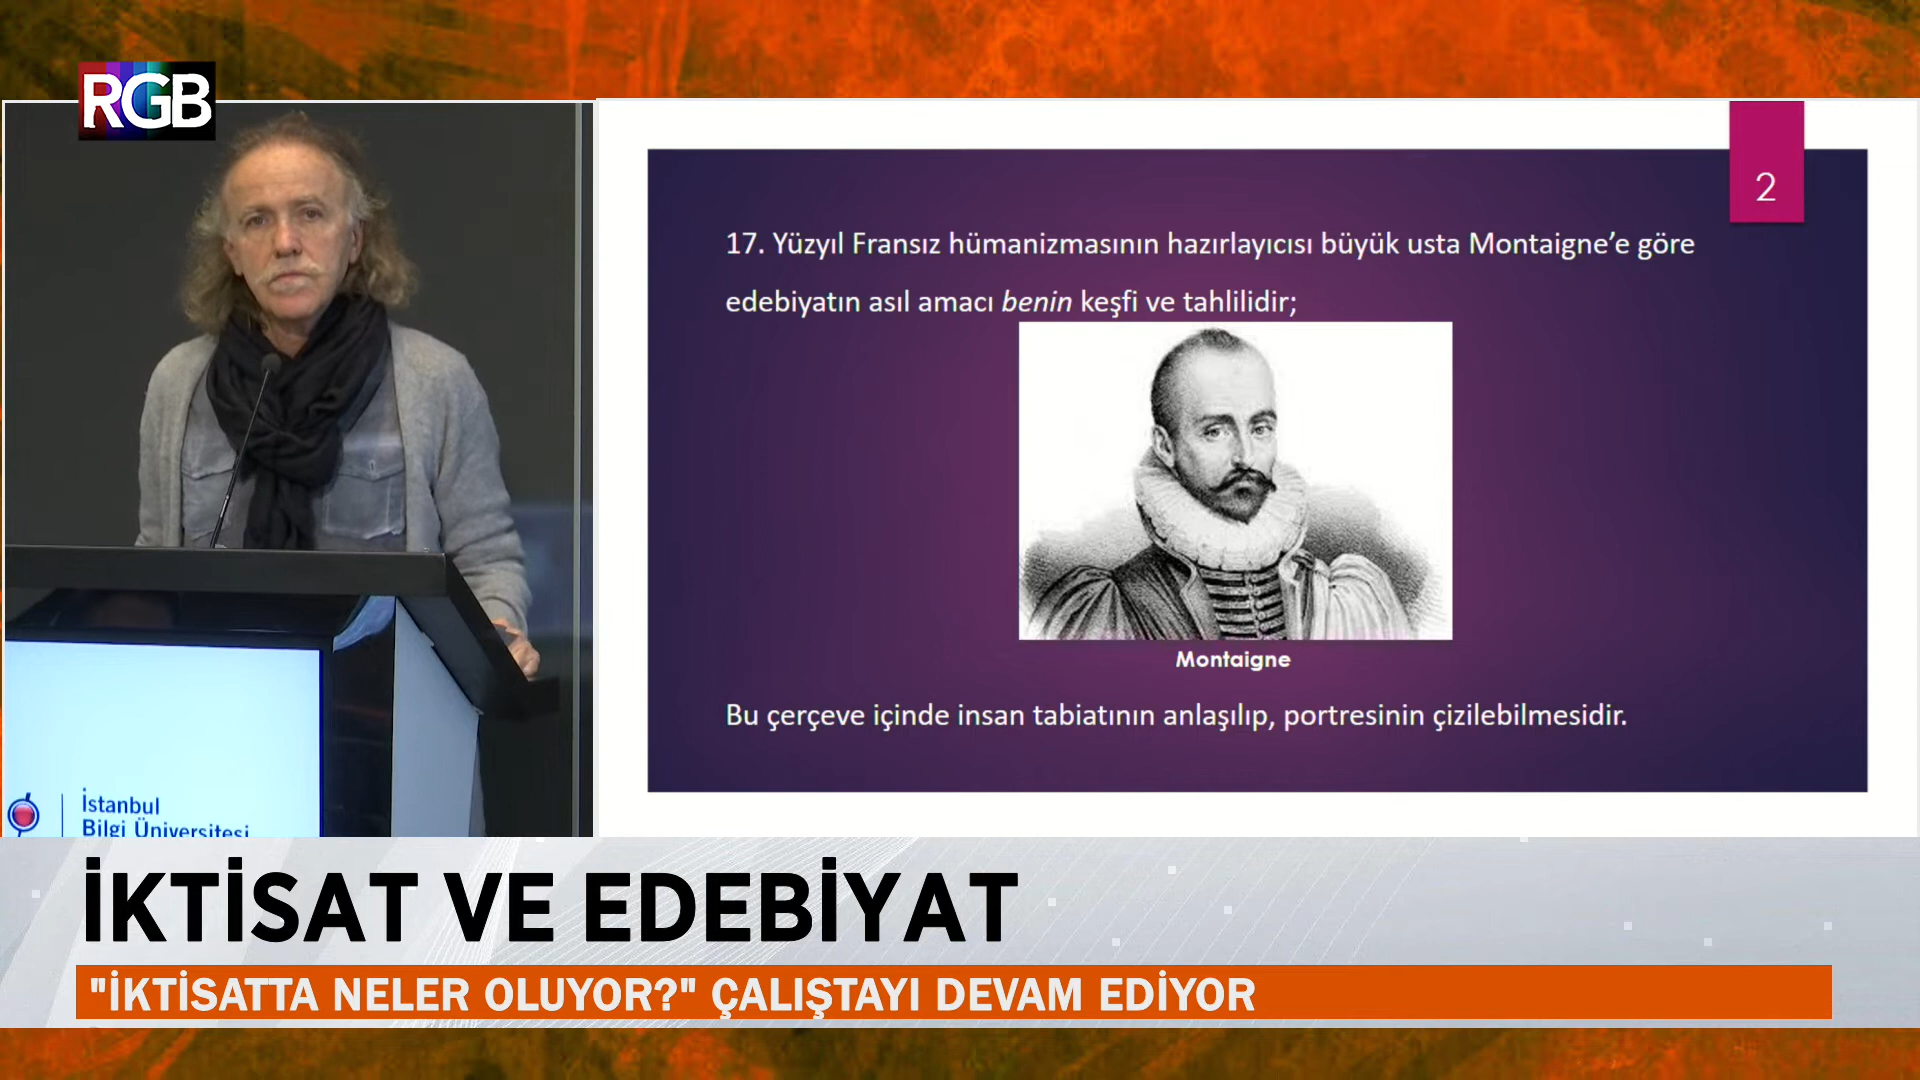 RGB
2
17. Yüzyıl Fransız hümanizmasının hazırlayıcısı büyük usta Montaigne’e göre
edebiyatın asıl amacı benin keşfi ve tahlilidir;
Montaigne
Bu çerçeve içinde insan tabiatının anlaşılıp, portresinin çizilebilmesidir.
İstanbul
Bilgi Üniversitesi
İKTİSAT VE EDEBİYAT
"İKTİSATTA NELER OLUYOR?" ÇALIŞTAYI DEVAM EDİYOR